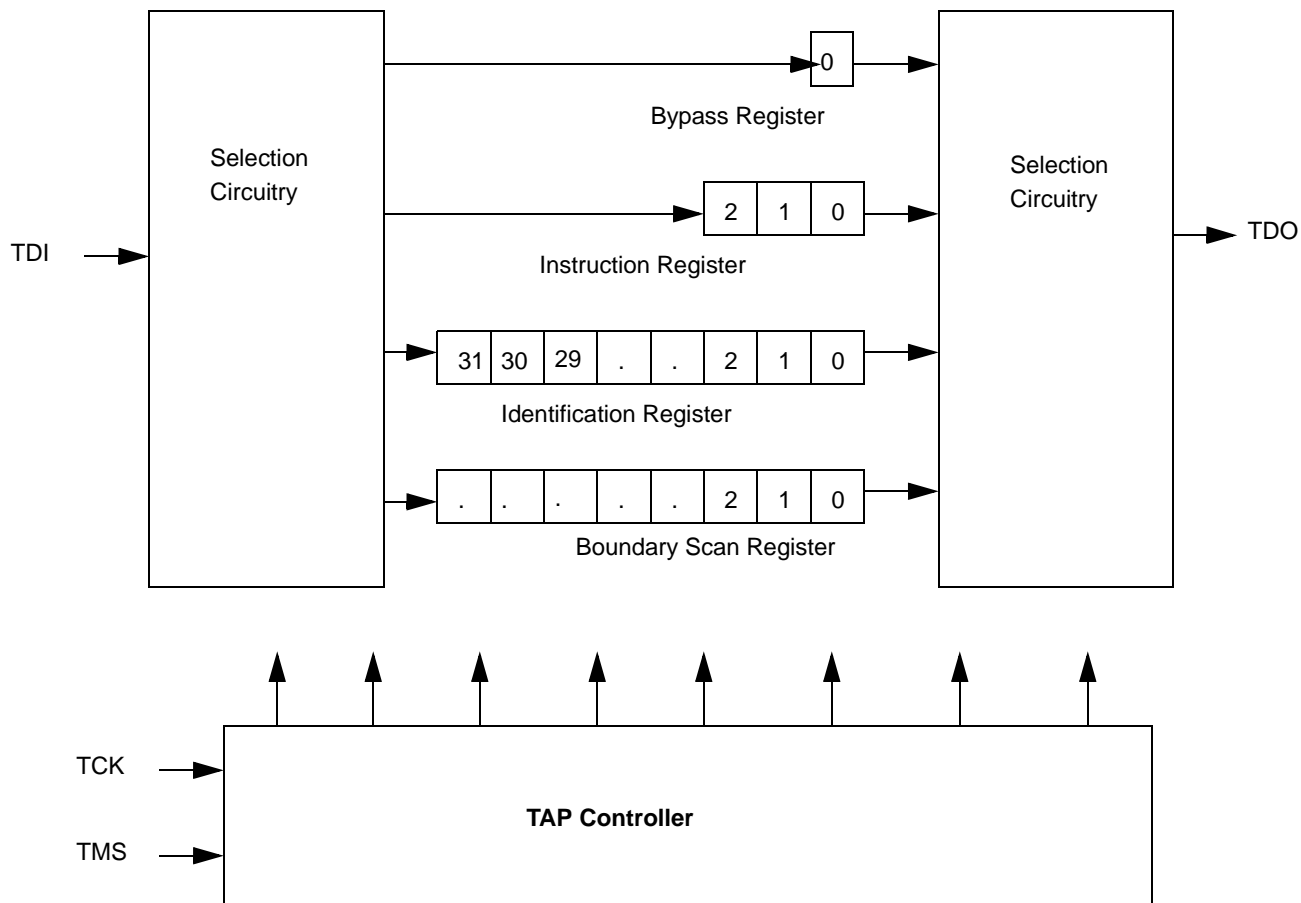 0
Bypass Register
Selection
Circuitry
Selection
Circuitry
2 1 0
Instruction Register
TDI
TDO
31 30 29 . . 2 1 0
Identification Register
. . . . . 2 1 0
Boundary Scan Register
TCK
TAP Controller
TMS